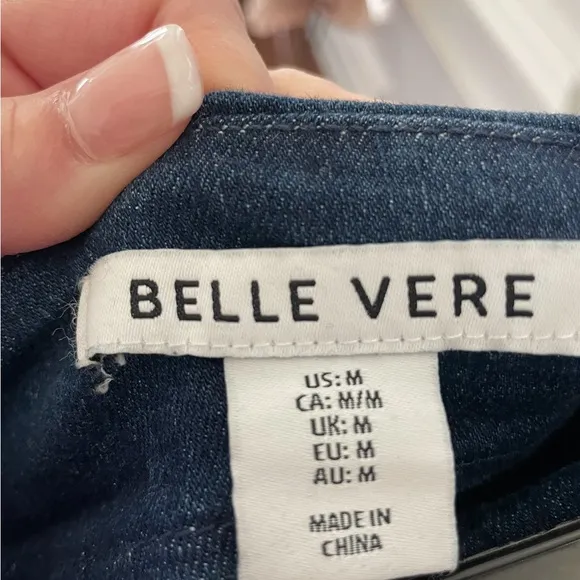 BELLE VERE
US: M
CA: M/M
UK: M
EU: M
AU: M
MADE IN
CHINA